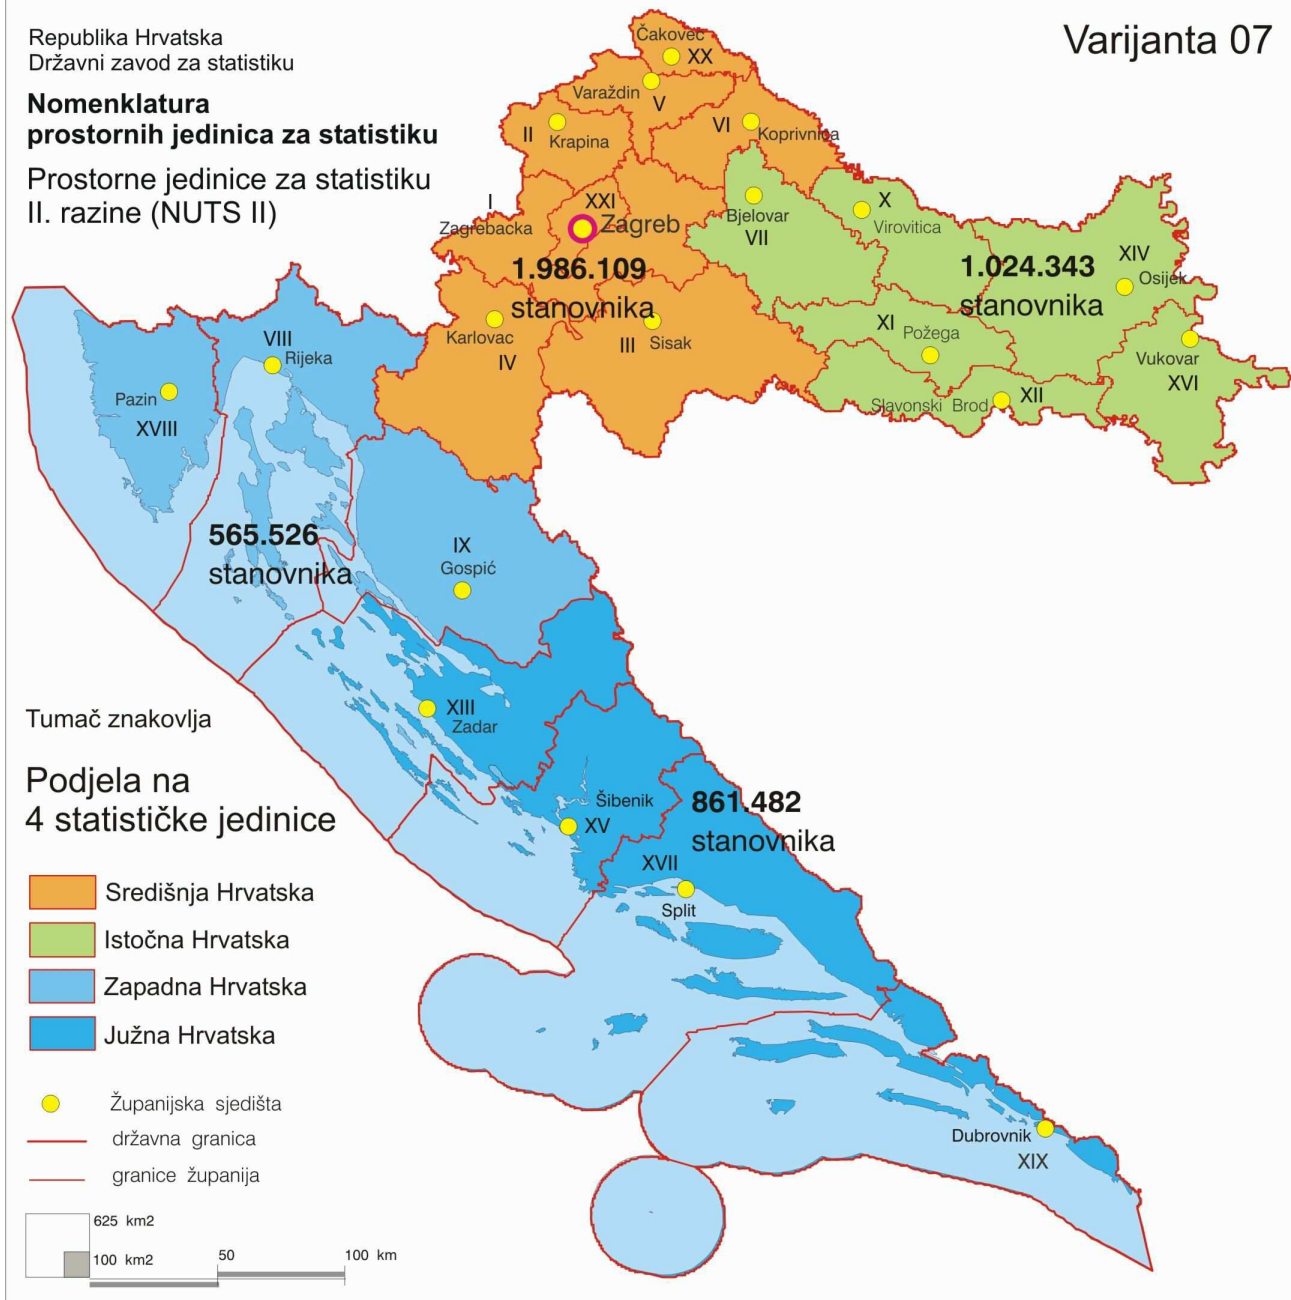 Republika Hrvatska
Državni zavod za statistiku
Nomenklatura
prostornih jedinica za statistiku
Prostorne jedinice za statistiku
II. razine (NUTS II)
Varijanta 07
Čakovec
XX
Varaždin
V
II
Krapina
VI
Koprivnica
I
Zagrebacka
XXI
Zagreb
Bjelovar
VII
X
Virovitica
1.986.109
stanovnika
1.024.343
stanovnika
XIV
Osijek
Karlovac
IV
III
Sisak
XI
Požega
Vukovar
XVI
Slavonski Brod
XII
VIII
Rijeka
Pazin
XVIII
565.526
stanovnika
IX
Gospić
XIII
Zadar
Šibenik
XV
861.482
stanovnika
XVII
Split
Dubrovnik
XIX
Tumač znakovlja
Podjela na
4 statističke jedinice
Središnja Hrvatska
Istočna Hrvatska
Zapadna Hrvatska
Južna Hrvatska
Županijska sjedišta
državna granica
granice županija
625 km2
100 km2
50
100 km